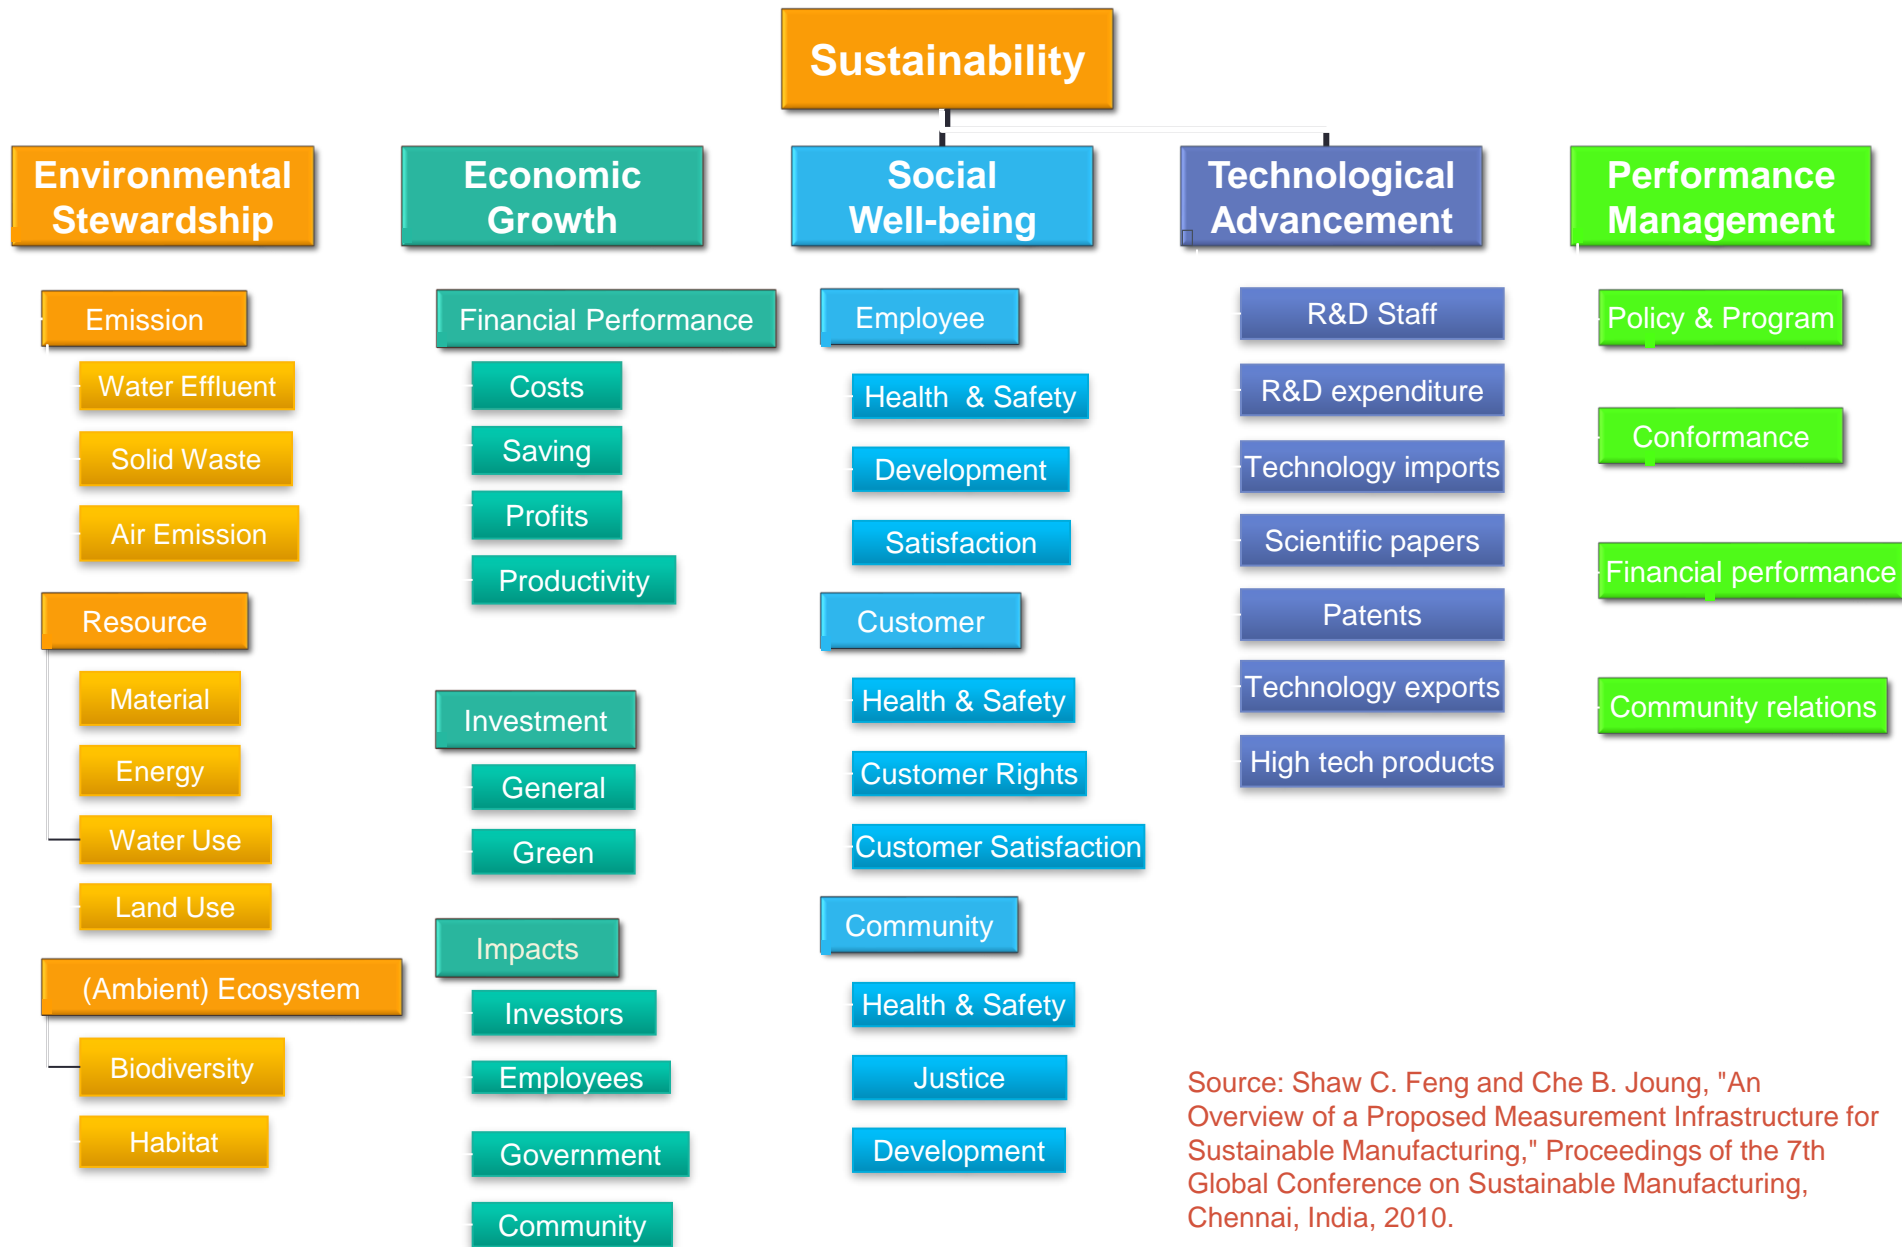 Sustainability
Environmental
Stewardship
Emission
Water Effluent
Solid Waste
Air Emission
Resource
Material
Energy
Water Use
Land Use
(Ambient) Ecosystem
Biodiversity
Habitat
Economic
Growth
Financial Performance
Costs
Saving
Profits
Productivity
Investment
General
Green
Impacts
Investors
Employees
Government
Community
Social
Well-being
Employee
Health & Safety
Development
Satisfaction
Customer
Health & Safety
Customer Rights
Customer Satisfaction
Community
Health & Safety
Justice
Development
Technological
Advancement
R&D Staff
R&D expenditure
Technology imports
Scientific papers
Patents
Technology exports
High tech products
Performance
Management
Policy & Program
Conformance
Financial performance
Community relations
Source: Shaw C. Feng and Che B. Joung, "An
Overview of a Proposed Measurement Infrastructure for
Sustainable Manufacturing," Proceedings of the 7th
Global Conference on Sustainable Manufacturing,
Chennai, India, 2010.